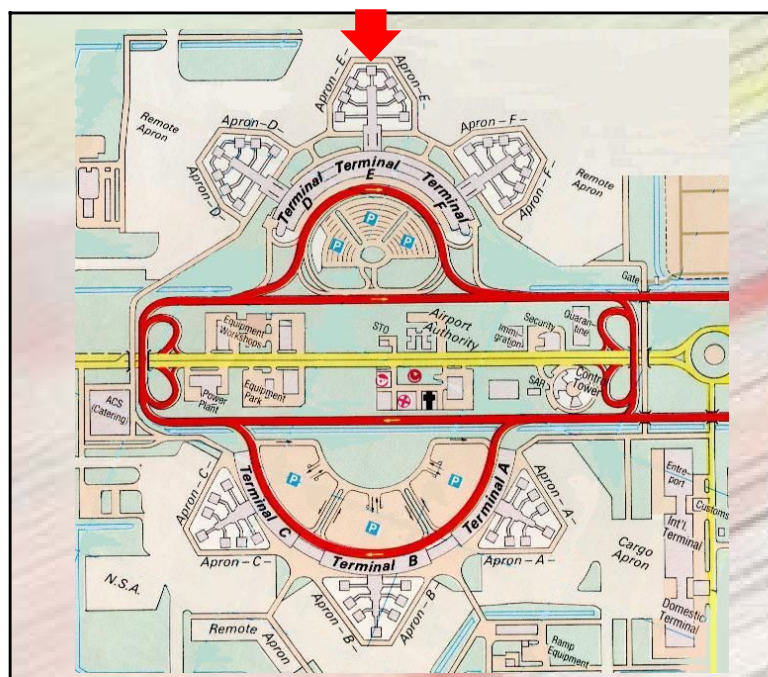 Apron-E-
Apron-E-
Remote
Apron
Apron-D-
Apron-F-
Apron-D-
Terminal
D
Terminal
E
Terminal
F
Apron-F-
Remote
Apron
P
P
P
Gate
Equipment
Workshops
STO
Airport
Authority
Immi-
gration
Security
Quaran-
tine
ACS
(Catering)
Power
Plant
Equipment
Park
SAR
Control
Tower
Apron-C-
Terminal C
P
P
P
Terminal A
Apron-A-
Entre-
port
Customs
Int'l.
Terminal
Apron-C-
Terminal B
Apron-A-
Cargo
Apron
N.S.A.
Apron-B-
Apron-B-
Domestic
Terminal
Remote
Apron
Ramp
Equipment